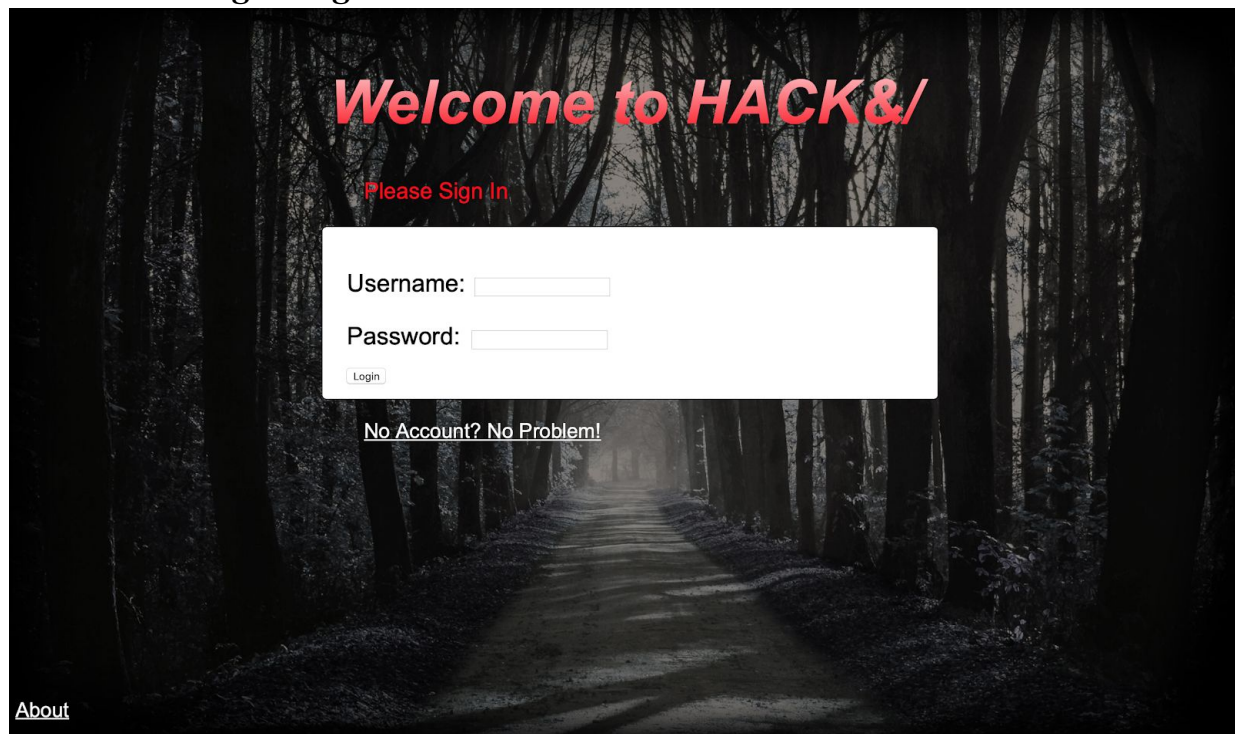 Welcome to HACK&/
Please Sign In
Username:
Password:
Login
No Account? No Problem!
About